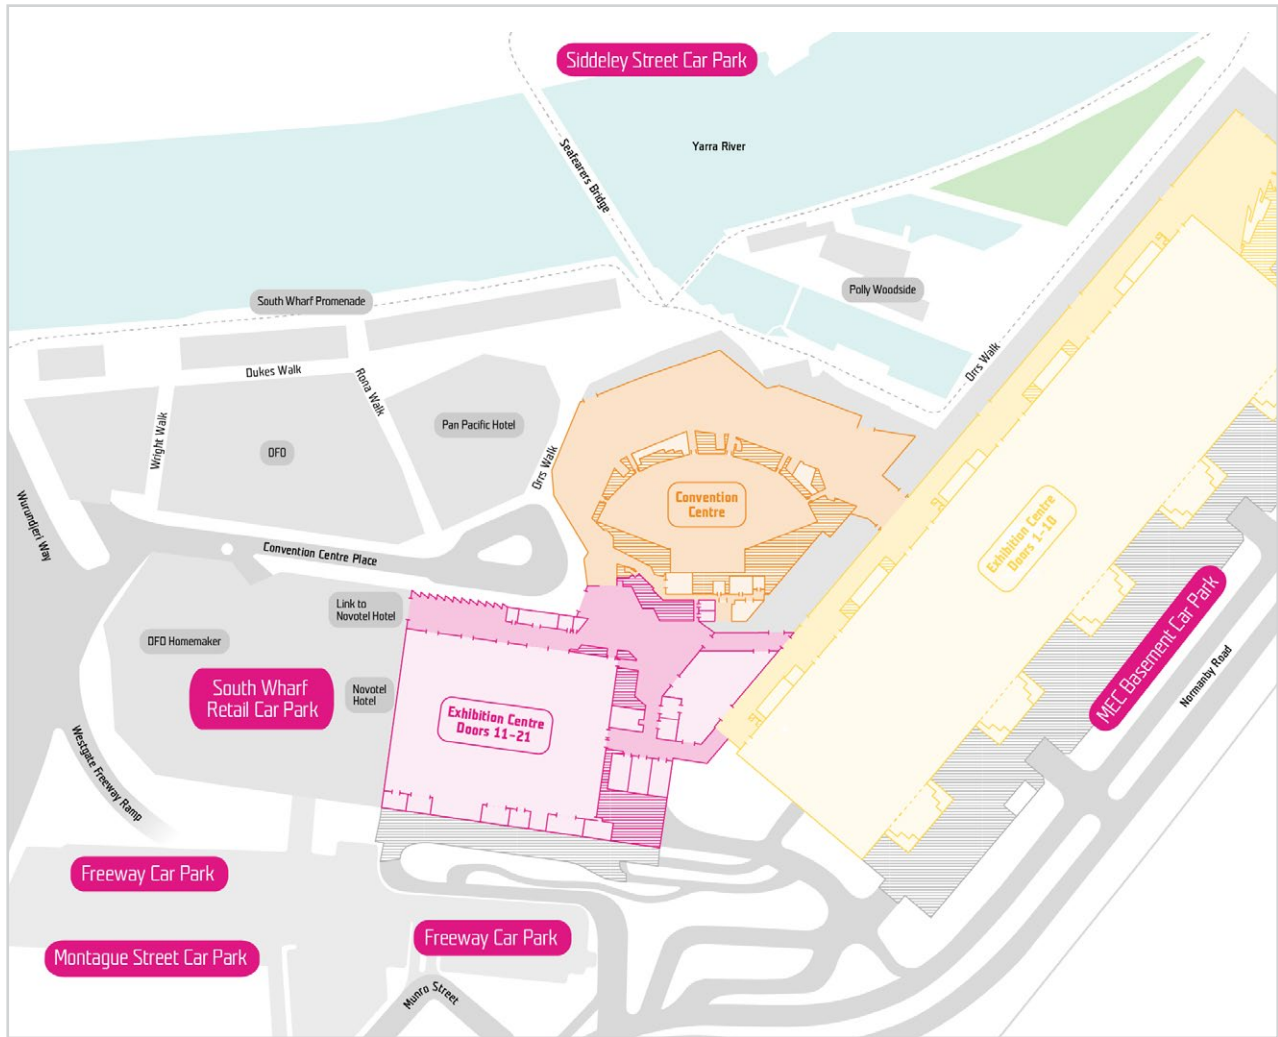 Siddeley Street Car Park
Yarra River
Seafearers Bridge
South Wharf Promenade
Polly Woodside
Orrs Walk
Dukes Walk
Rona Walk
Wright Walk
Pan Pacific Hotel
DFO
Orrs Walk
Convention
Centre
Exhibition Centre
Doors 1-10
Wurundjeri Way
Convention Centre Place
Link to
Novotel Hotel
DFO Homemaker
South Wharf
Retail Car Park
Novotel
Hotel
Exhibition Centre
Doors 11-21
MEC Basement Car Park
Normanby Road
Westgate Freeway Ramp
Freeway Car Park
Freeway Car Park
Montague Street Car Park
Munro Street